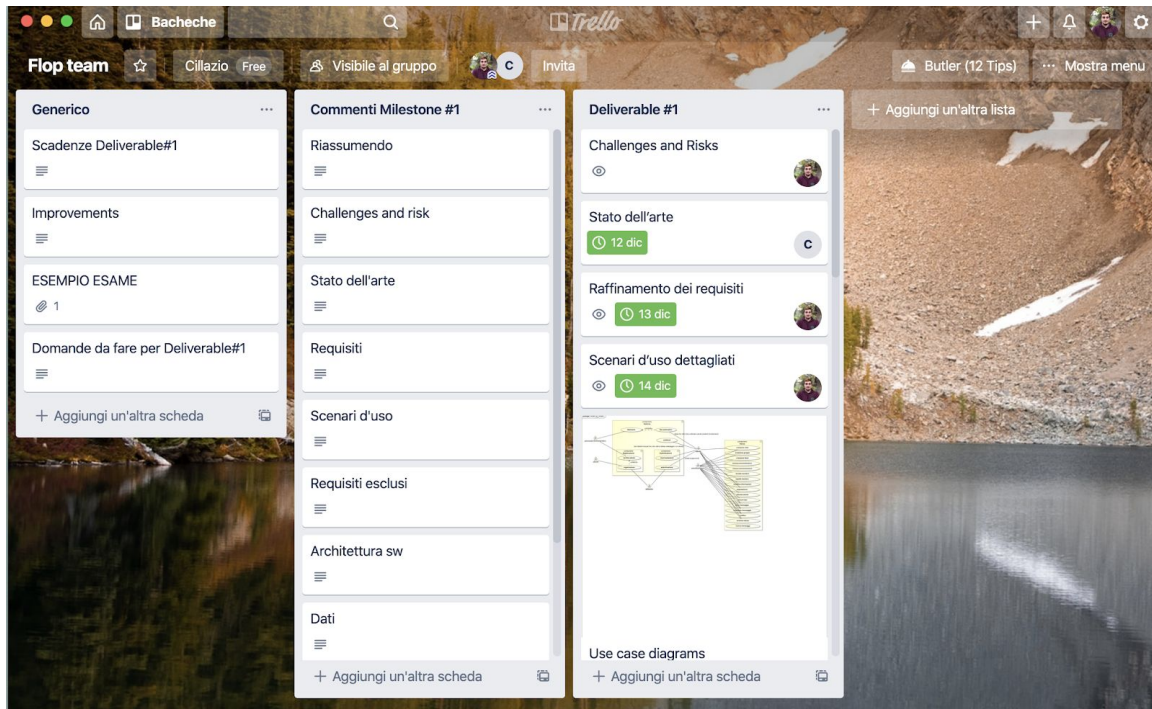 Bacheche
Trello
Flop team
Cillazio Free
Visibile al gruppo
C
Invita
Butler (12 Tips)
Mostra menu
Generico
Scadenze Deliverable#1
Improvements
ESEMPIO ESAME
1
Domande da fare per Deliverable#1
+ Aggiungi un'altra scheda
Commenti Milestone #1
Riassumendo
Challenges and risk
Stato dell'arte
Requisiti
Scenari d'uso
Requisiti esclusi
Architettura sw
Dati
+ Aggiungi un'altra scheda
Deliverable #1
Challenges and Risks
Stato dell’arte
12 dic
C
Raffinamento dei requisiti
13 dic
Scenari d’uso dettagliati
14 dic
Use case diagrams
+ Aggiungi un'altra scheda
+ Aggiungi un'altra lista